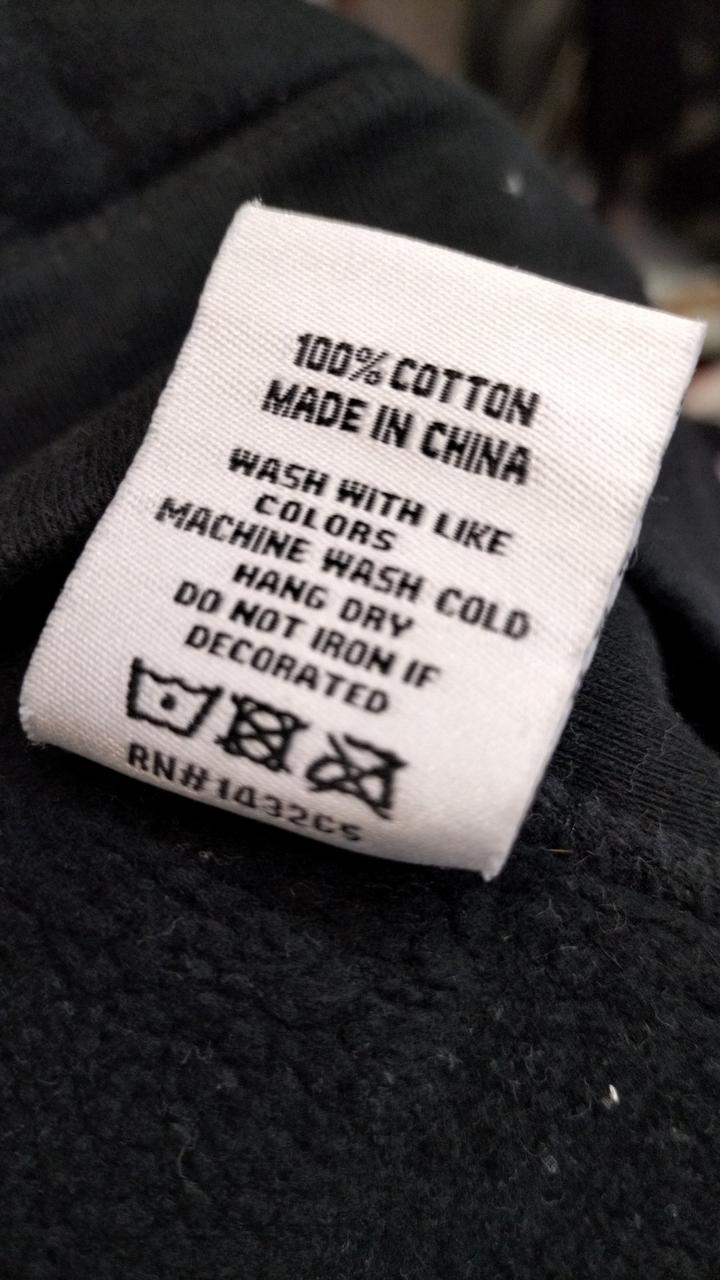 100% COTTON
MADE IN CHINA
WASH WITH LIKE
COLORS
MACHINE WASH COLD
HANG DRY
DO NOT IRON IF
DECORATED
RN#143265